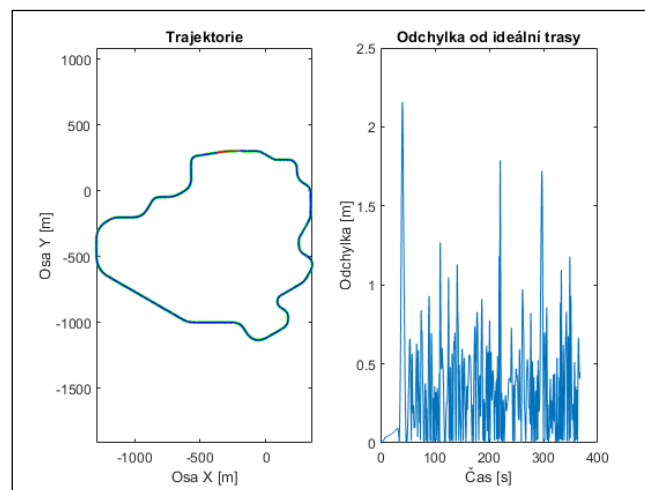 Trajektorie
1000
500
0
-500
-1000
-1500
Osa Y [m]
-1000 -500 0
Osa X [m]
Odchylka od ideální trasy
2.5
2
1.5
1
0.5
0
Odchylka [m]
0 100 200 300 400
Čas [s]